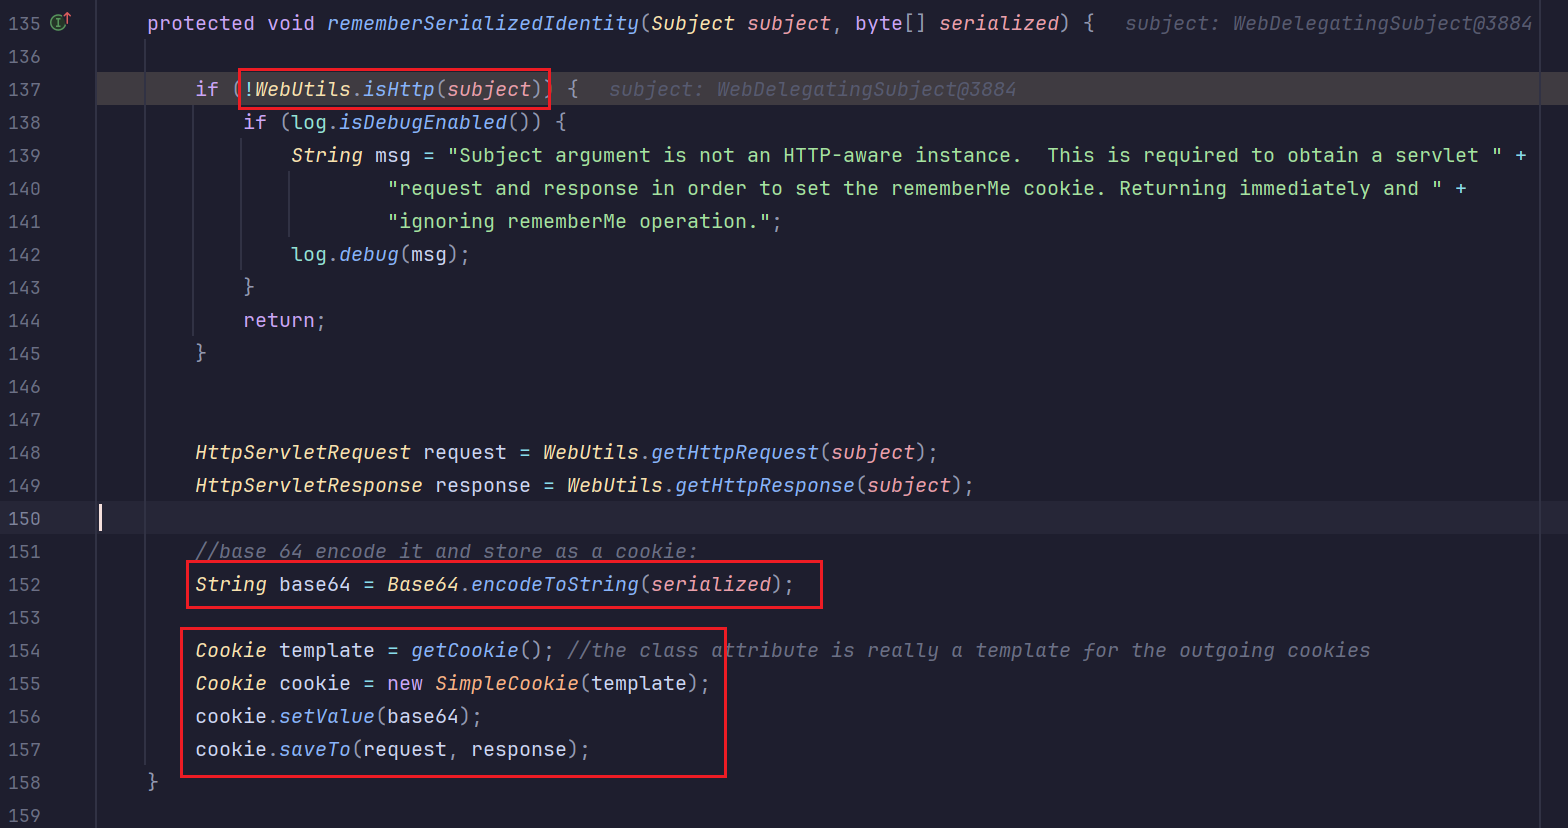 135 protected void rememberSerializedIdentity(Subject subject, byte[] serialized) { subject: WebDelegatingSubject@3884
136
137 if (!WebUtils.isHttp(subject)) { subject: WebDelegatingSubject@3884
138 if (log.isDebugEnabled()) {
139 String msg = "Subject argument is not an HTTP-aware instance.  This is required to obtain a servlet " +
140 "request and response in order to set the rememberMe cookie. Returning immediately and " +
141 "ignoring rememberMe operation.";
142 log.debug(msg);
143 }
144 return;
145 }
146
147
148 HttpServletRequest request = WebUtils.getHttpRequest(subject);
149 HttpServletResponse response = WebUtils.getHttpResponse(subject);
150
151 //base 64 encode it and store as a cookie:
152 String base64 = Base64.encodeToString(serialized);
153
154 Cookie template = getCookie(); //the class attribute is really a template for the outgoing cookies
155 Cookie cookie = new SimpleCookie(template);
156 cookie.setValue(base64);
157 cookie.saveTo(request, response);
158 }
159